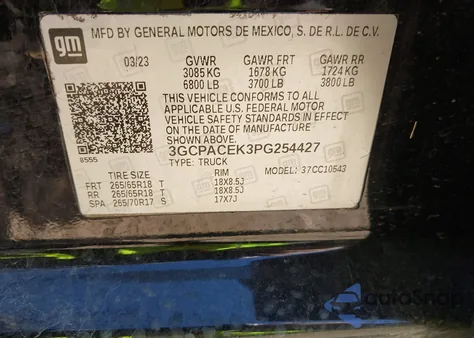 gm
MFD BY GENERAL MOTORS DE MEXICO, S. DE R.L. DE C.V.
03/23 GVWR GAWR FRT GAWR RR
3085 KG 1678 KG 1724 KG
6800 LB 3700 LB 3800 LB
THIS VEHICLE CONFORMS TO ALL
APPLICABLE U.S. FEDERAL MOTOR
VEHICLE SAFETY STANDARDS IN EFFECT
ON THE DATE OF MANUFACTURE
SHOWN ABOVE.
3GCPACEK3PG254427
TYPE: TRUCK MODEL: 37CC10543
8555
TIRE SIZE RIM
FRT 265/65R18 T 18X8.5J
RR 265/65R18 T 18X8.5J
SPA 265/70R17 S 17X7J
autoSnap